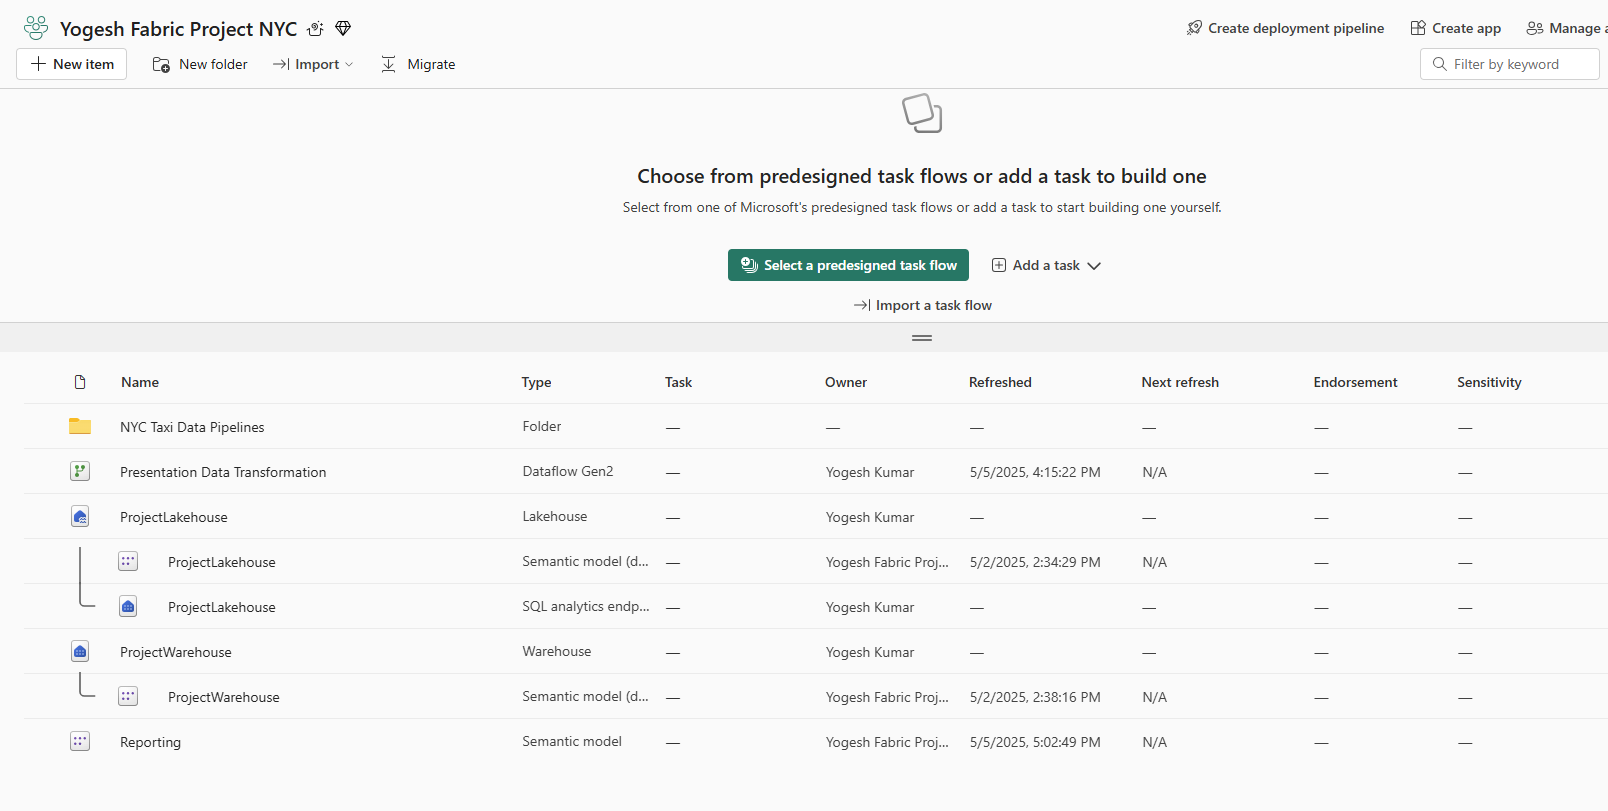 Yogesh Fabric Project NYC
Create deployment pipeline
Create app
Manage a
New item
New folder
Import
Migrate
Filter by keyword
Choose from predesigned task flows or add a task to build one
Select from one of Microsoft's predesigned task flows or add a task to start building one yourself.
Select a predesigned task flow
Add a task
Import a task flow
Name Type Task Owner Refreshed Next refresh Endorsement Sensitivity
NYC Taxi Data Pipelines Folder — — — — — —
Presentation Data Transformation Dataflow Gen2 — Yogesh Kumar 5/5/2025, 4:15:22 PM N/A — —
ProjectLakehouse Lakehouse — Yogesh Kumar — — — —
ProjectLakehouse Semantic model (d... — Yogesh Fabric Proj... 5/2/2025, 2:34:29 PM N/A — —
ProjectLakehouse SQL analytics endp... — Yogesh Kumar — — — —
ProjectWarehouse Warehouse — Yogesh Kumar — — — —
ProjectWarehouse Semantic model (d... — Yogesh Fabric Proj... 5/2/2025, 2:38:16 PM N/A — —
Reporting Semantic model — Yogesh Fabric Proj... 5/5/2025, 5:02:49 PM N/A — —